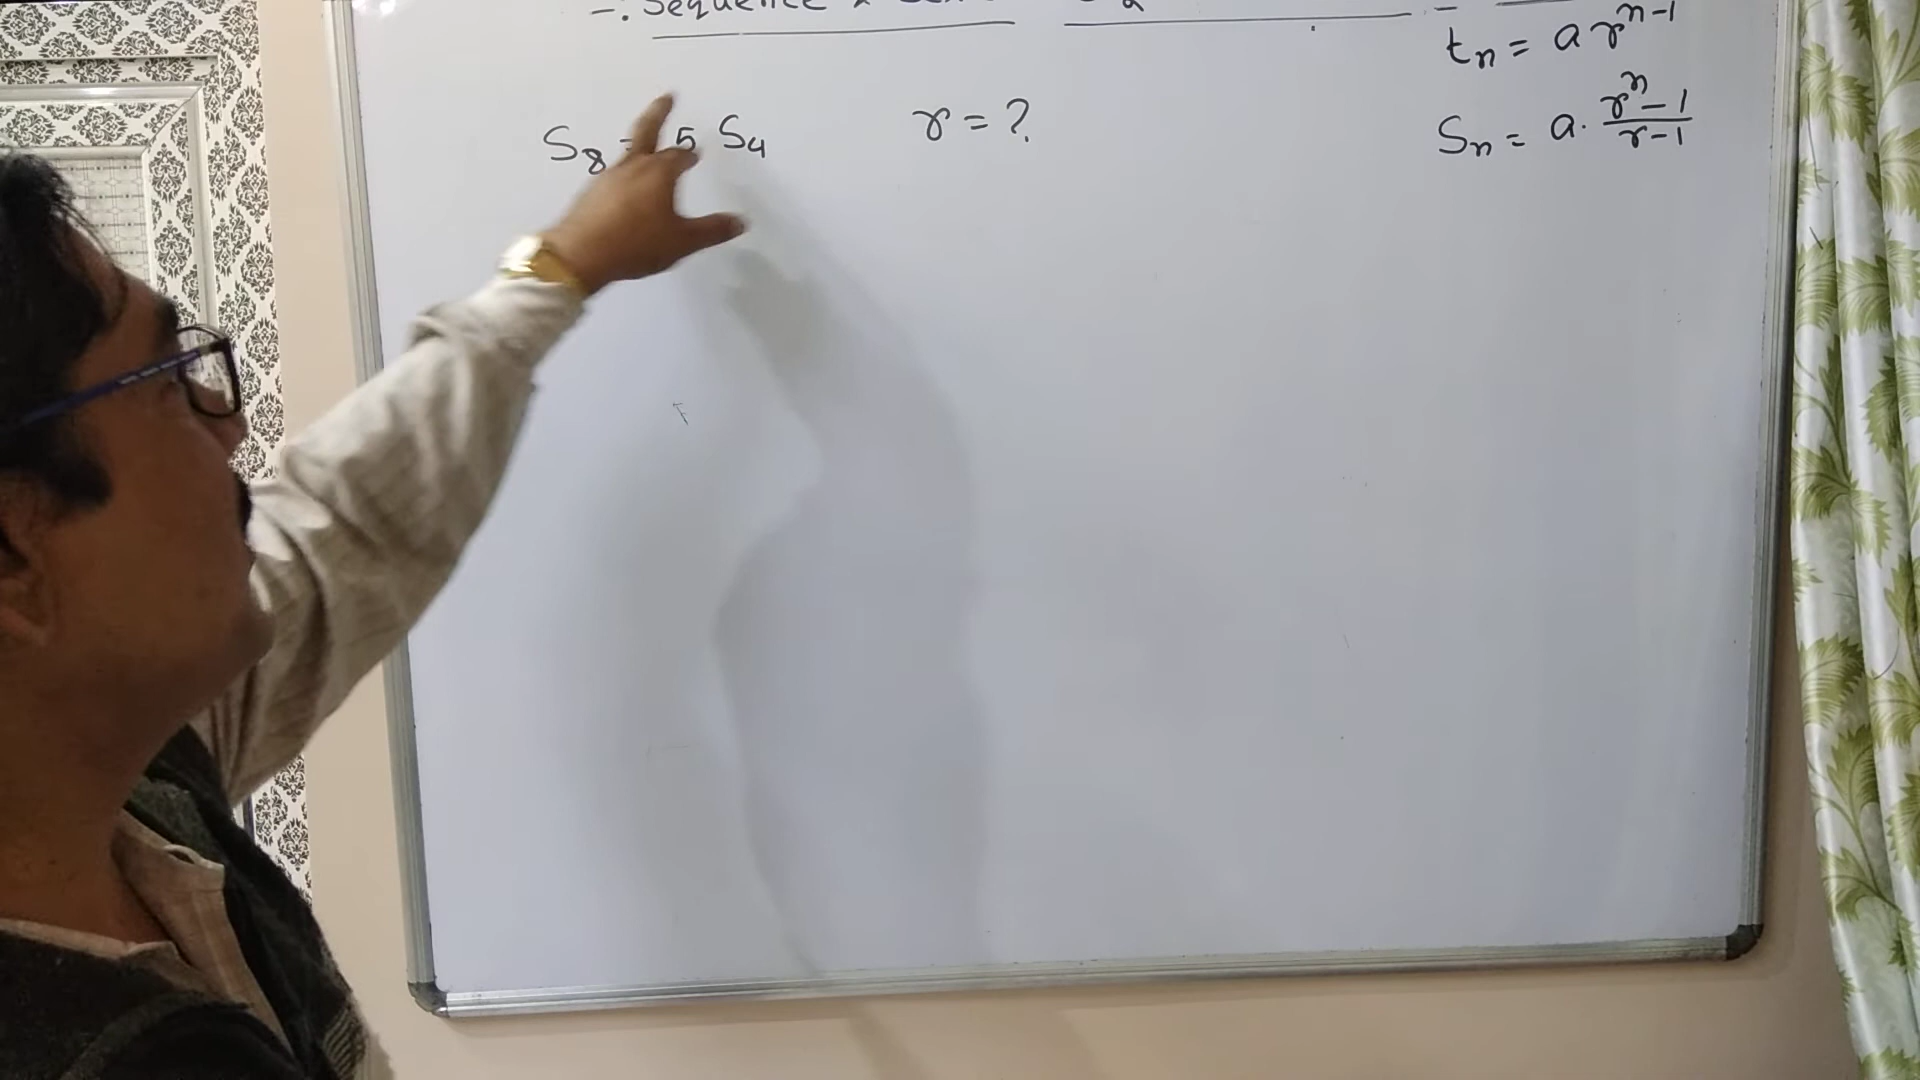 -: Sequence
tₙ = a rⁿ⁻¹
S₈ = 5 S₄ r = ?
Sₙ = a. rⁿ-1 / r-1